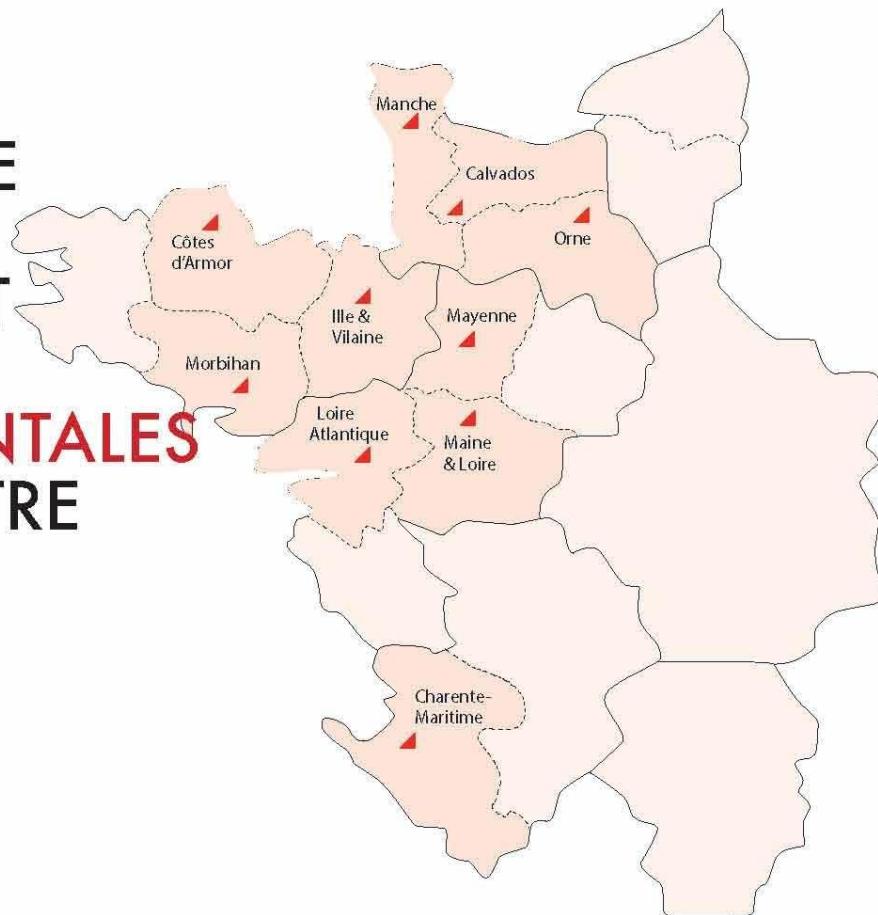 E
T
NTALES
TRE
Manche
Calvados
Orne
Côtes
d'Armor
Ille &
Vilaine
Mayenne
Morbihan
Loire
Atlantique
Maine
& Loire
Charente-
Maritime